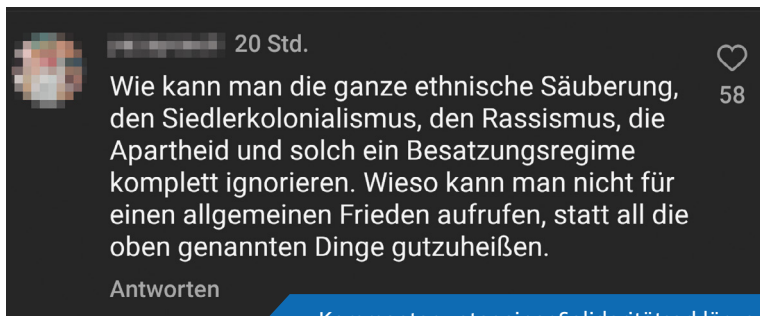 20 Std.
Wie kann man die ganze ethnische Säuberung,
den Siedlerkolonialismus, den Rassismus, die
Apartheid und solch ein Besatzungsregime
komplett ignorieren. Wieso kann man nicht für
einen allgemeinen Frieden aufrufen, statt all die
oben genannten Dinge gutzuheißen.
58
Antworten